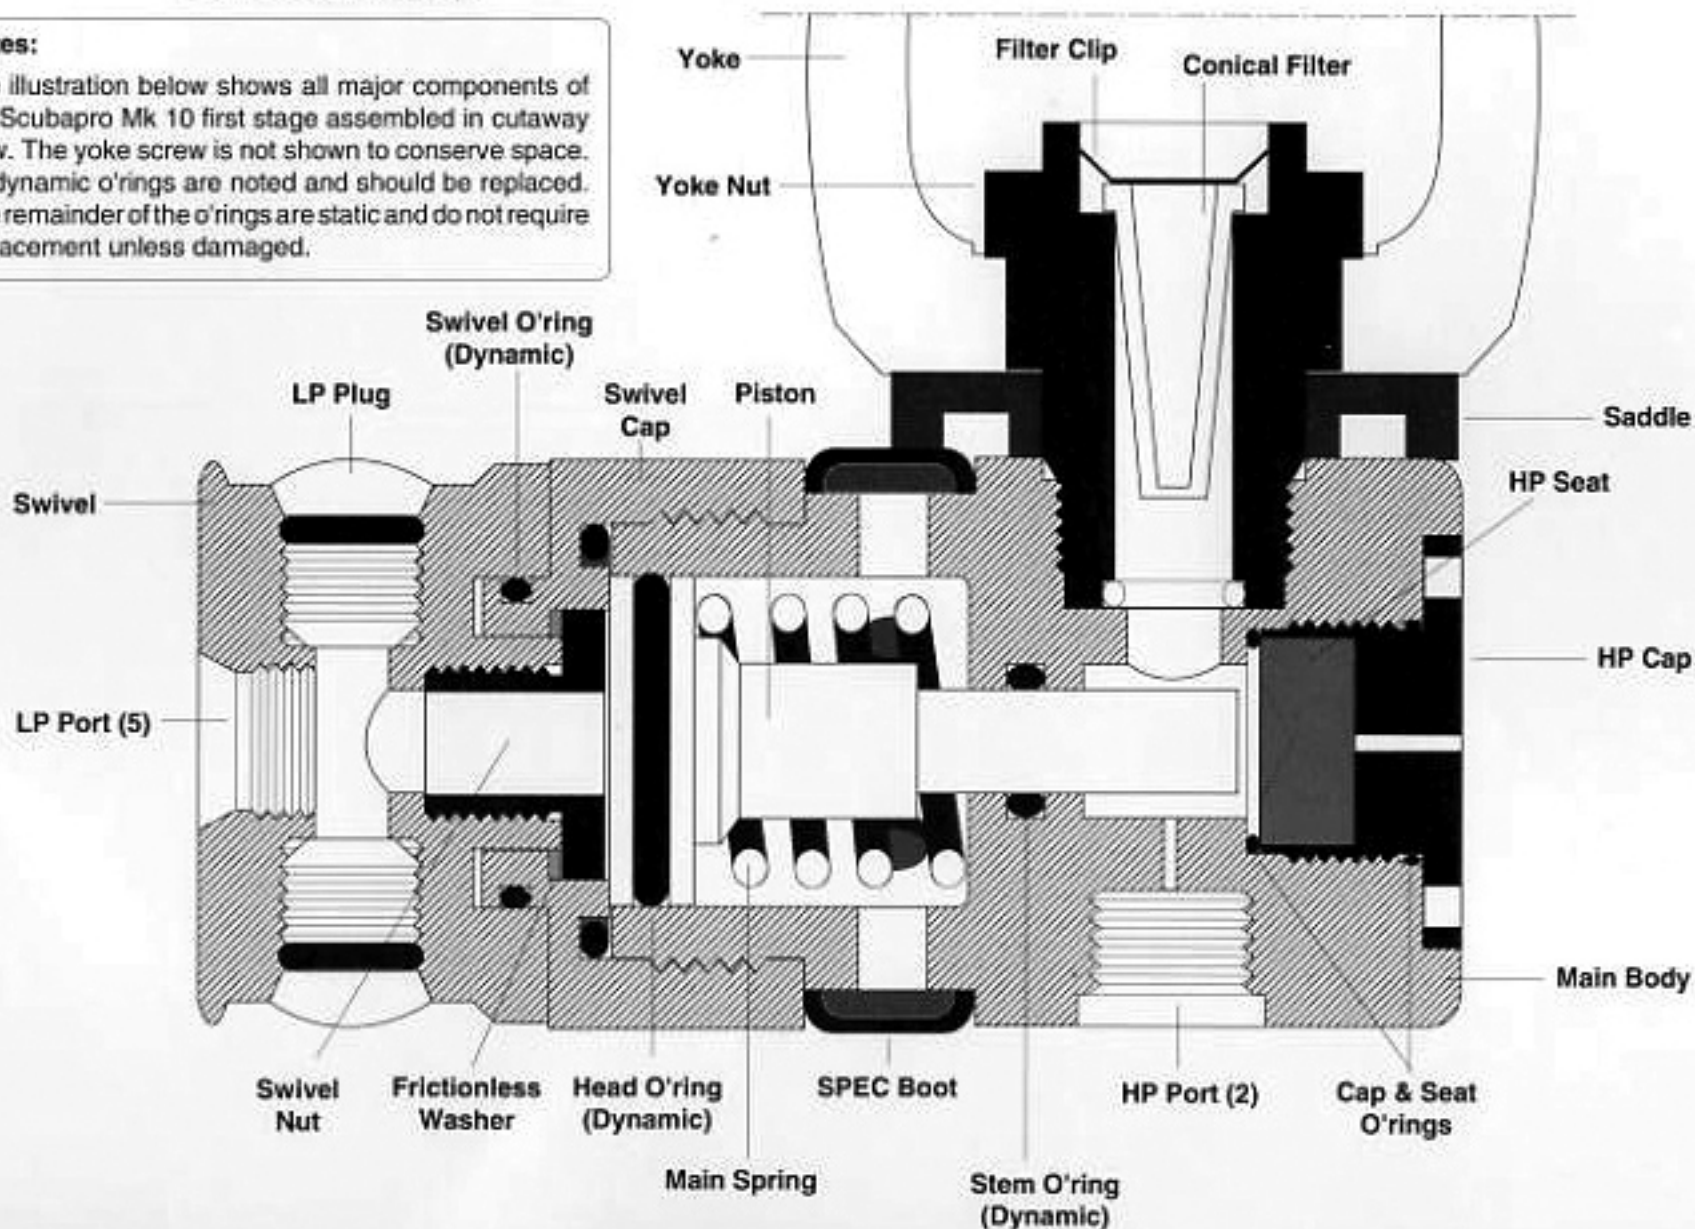 es:
illustration below shows all major components of
Scubapro Mk 10 first stage assembled in cutaway
w. The yoke screw is not shown to conserve space.
dynamic o'rings are noted and should be replaced.
remainder of the o'rings are static and do not require
acement unless damaged.
Yoke
Filter Clip
Conical Filter
Yoke Nut
Swivel O'ring
(Dynamic)
LP Plug
Swivel
Cap
Piston
Saddle
Swivel
HP Seat
HP Cap
LP Port (5)
Main Body
Swivel
Nut
Frictionless
Washer
Head O'ring
(Dynamic)
SPEC Boot
HP Port (2)
Cap & Seat
O'rings
Main Spring
Stem O'ring
(Dynamic)